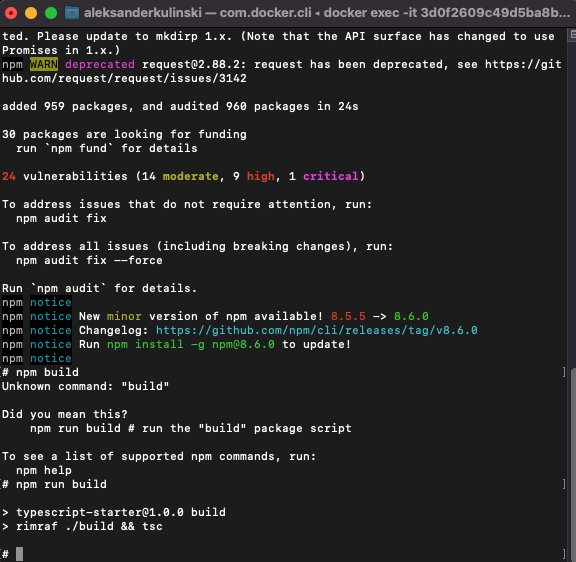 aleksanderkulinski — com.docker.cli ◂ docker exec -it 3d0f2609c49d5ba8b...
ted. Please update to mkdirp 1.x. (Note that the API surface has changed to use
Promises in 1.x.)
npm WARN deprecated request@2.88.2: request has been deprecated, see https://git
hub.com/request/request/issues/3142
added 959 packages, and audited 960 packages in 24s
30 packages are looking for funding
run `npm fund` for details
24 vulnerabilities (14 moderate, 9 high, 1 critical)
To address issues that do not require attention, run:
npm audit fix
To address all issues (including breaking changes), run:
npm audit fix --force
Run `npm audit` for details.
npm notice
npm notice New minor version of npm available! 8.5.5 -> 8.6.0
npm notice Changelog: https://github.com/npm/cli/releases/tag/v8.6.0
npm notice Run npm install -g npm@8.6.0 to update!
npm notice
[# npm build ]
Unknown command: "build"
Did you mean this?
npm run build # run the "build" package script
To see a list of supported npm commands, run:
npm help
[# npm run build ]
> typescript-starter@1.0.0 build
> rimraf ./build && tsc
[# ]